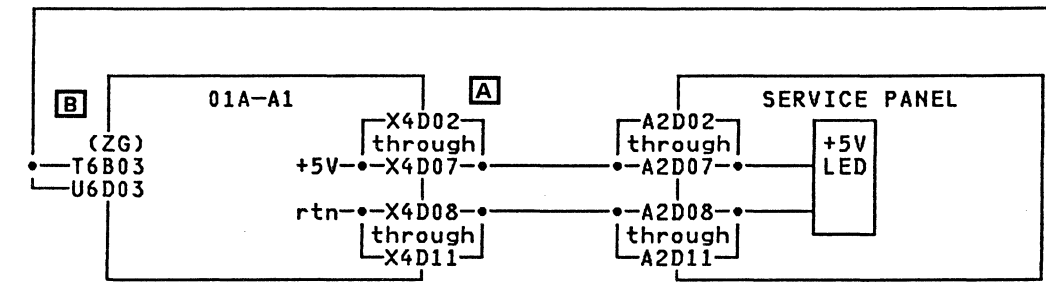 B
01A-A1
A
SERVICE PANEL
(ZG)
T6B03
U6D03
X4D02
through
+5V X4D07
rtn X4D08
through
X4D11
A2D02
through
A2D07
A2D08
through
A2D11
+5V
LED